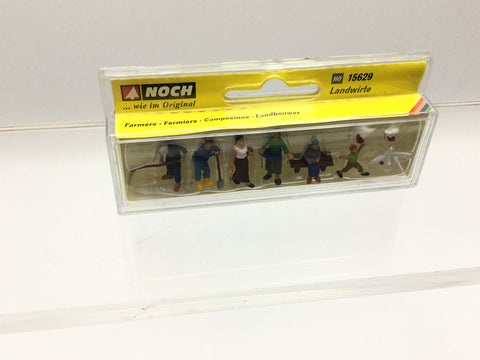 NOCH
... wie im Original
H0 15629
Landwirte
Farmers · Fermiers · Campesinos · Landbouwer